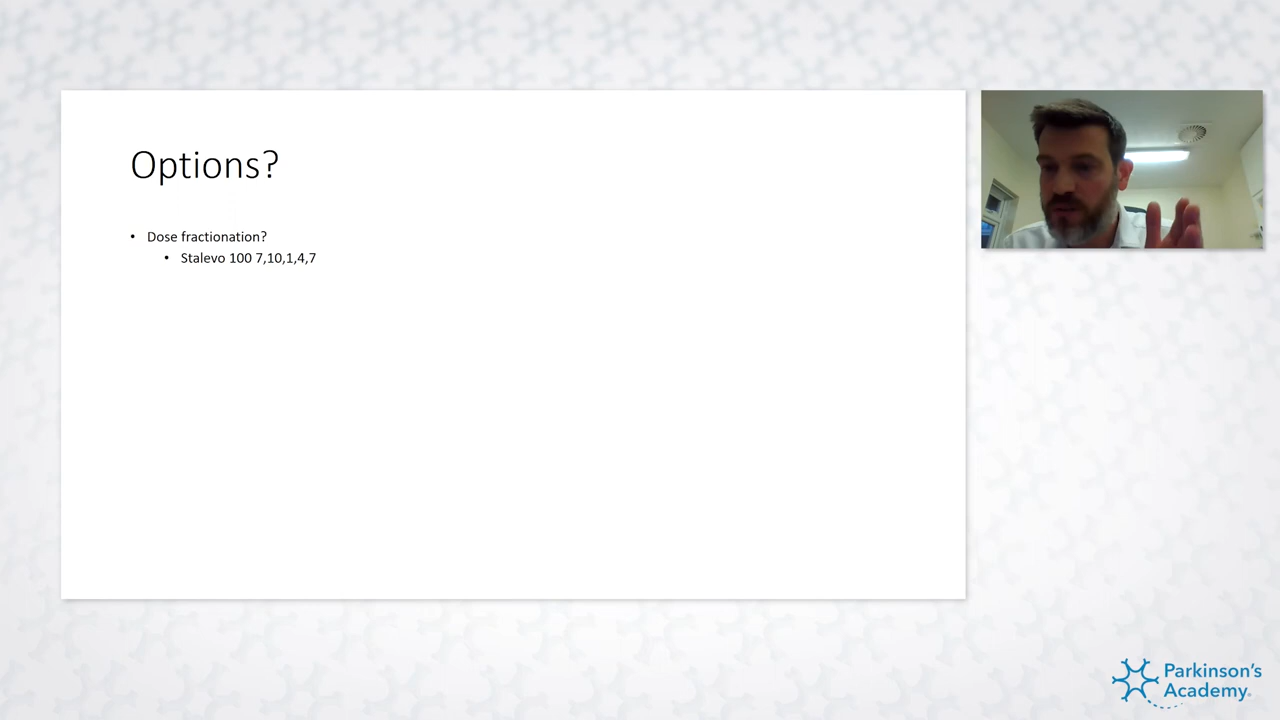 Options?
• Dose fractionation?
• Stalevo 100 7,10,1,4,7
Parkinson's
Academy